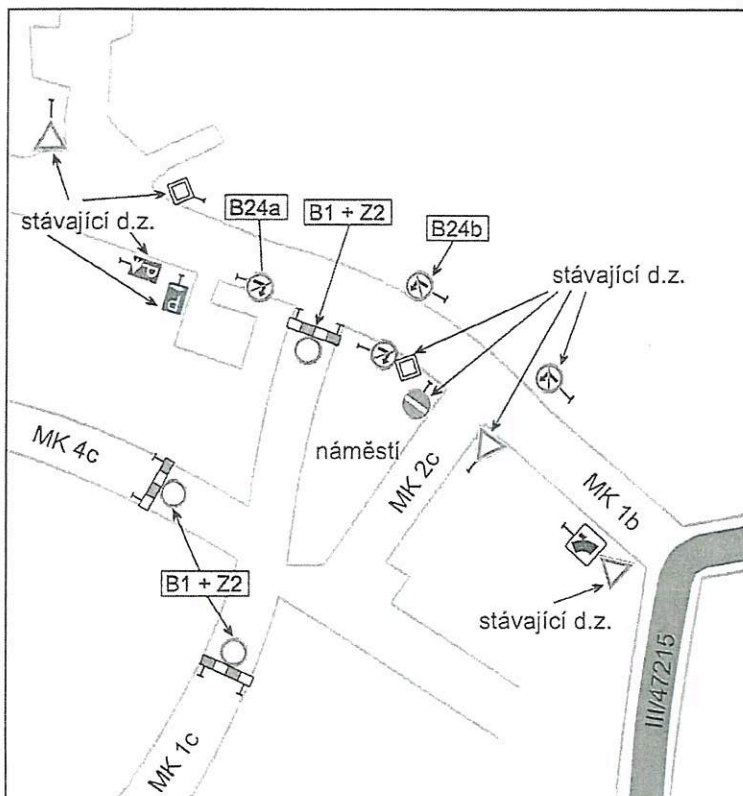 B24a
B1 + Z2
B24b
stávající d.z.
stávající d.z.
P
P
MK 4c
náměstí
MK 2c
MK 1b
B1 + Z2
stávající d.z.
III/47215
MK 1c